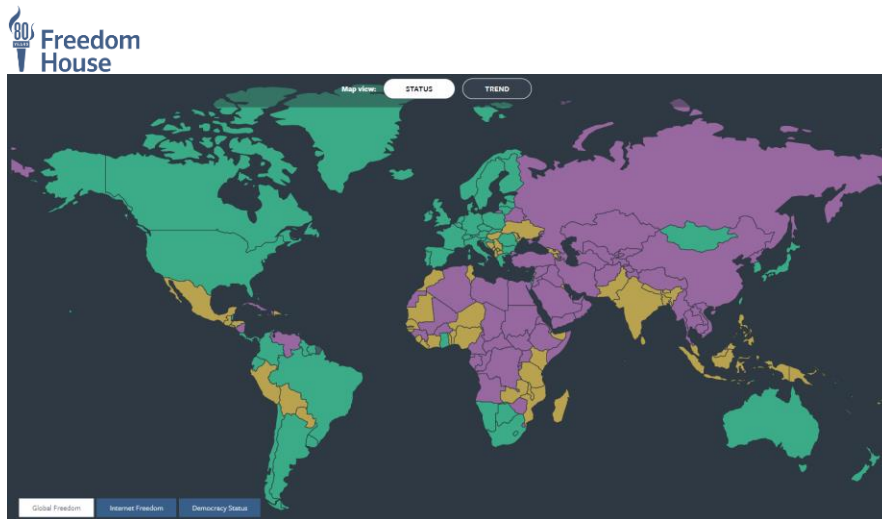 80
YEARS
Freedom
House
Map view:
STATUS
TREND
Global Freedom
Internet Freedom
Democracy Status